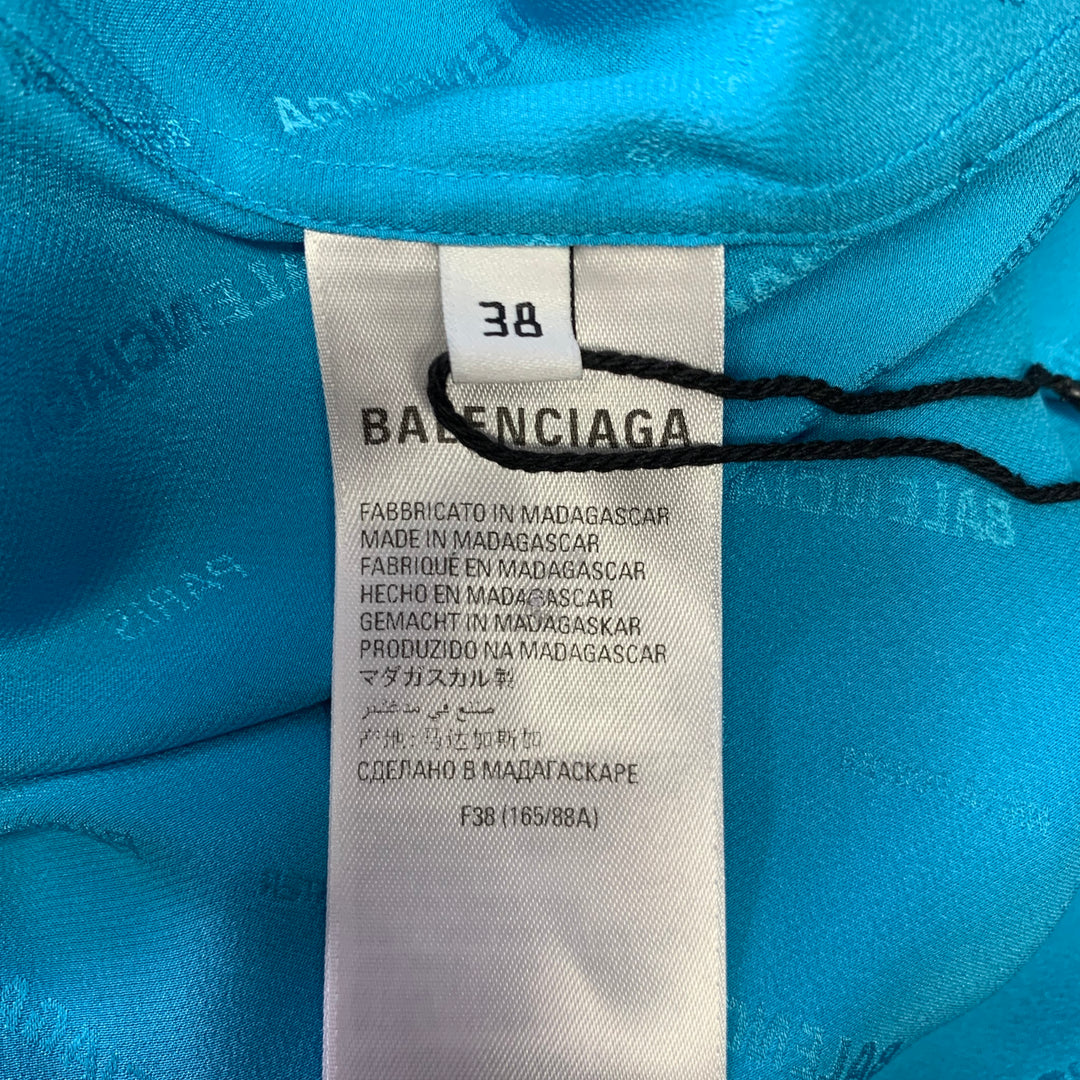 38
BALENCIAGA
FABBRICATO IN MADAGASCAR
MADE IN MADAGASCAR
FABRIQUÉ EN MADAGASCAR
HECHO EN MADAGASCAR
GEMACHT IN MADAGASKAR
PRODUZIDO NA MADAGASCAR
マダガスカル製
صنع في مدغشقر
产地：马达加斯加
СДЕЛАНО В МАДАГАСКАРЕ
F38 (165/88A)
BALENCIAGA
PARIS